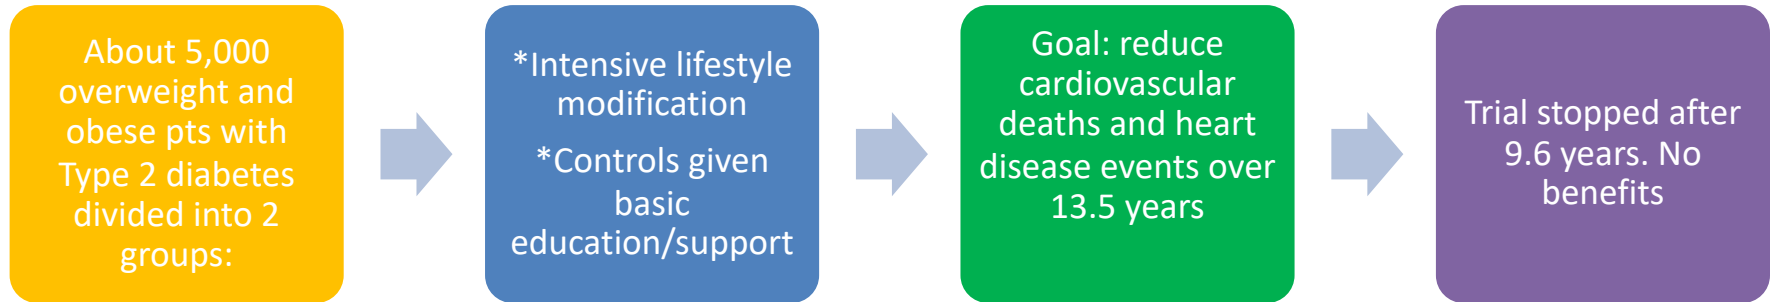 About 5,000
overweight and
obese pts with
Type 2 diabetes
divided into 2
groups:
*Intensive lifestyle
modification
*Controls given
basic
education/support
Goal: reduce
cardiovascular
deaths and heart
disease events over
13.5 years
Trial stopped after
9.6 years. No
benefits